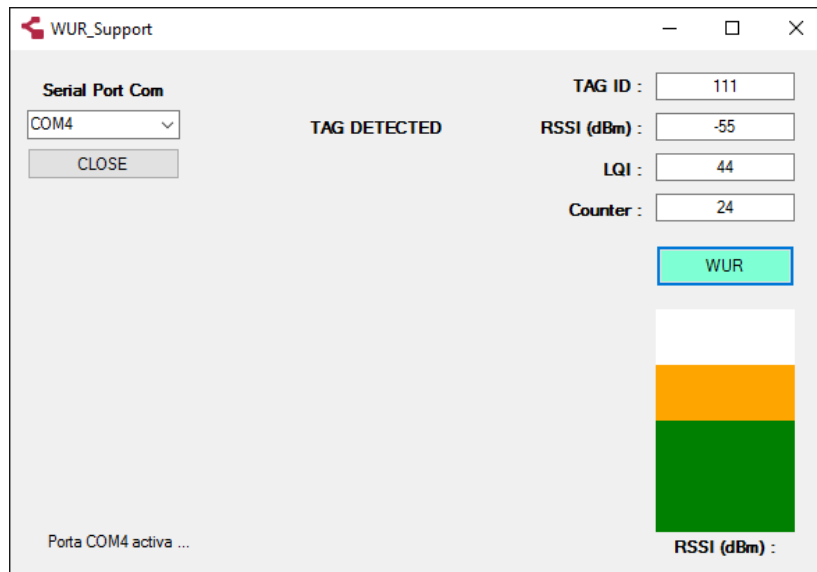 WUR_Support
Serial Port Com
COM4
CLOSE
TAG DETECTED
TAG ID : 111
RSSI (dBm) : -55
LQI : 44
Counter : 24
WUR
Porta COM4 activa ...
RSSI (dBm) :